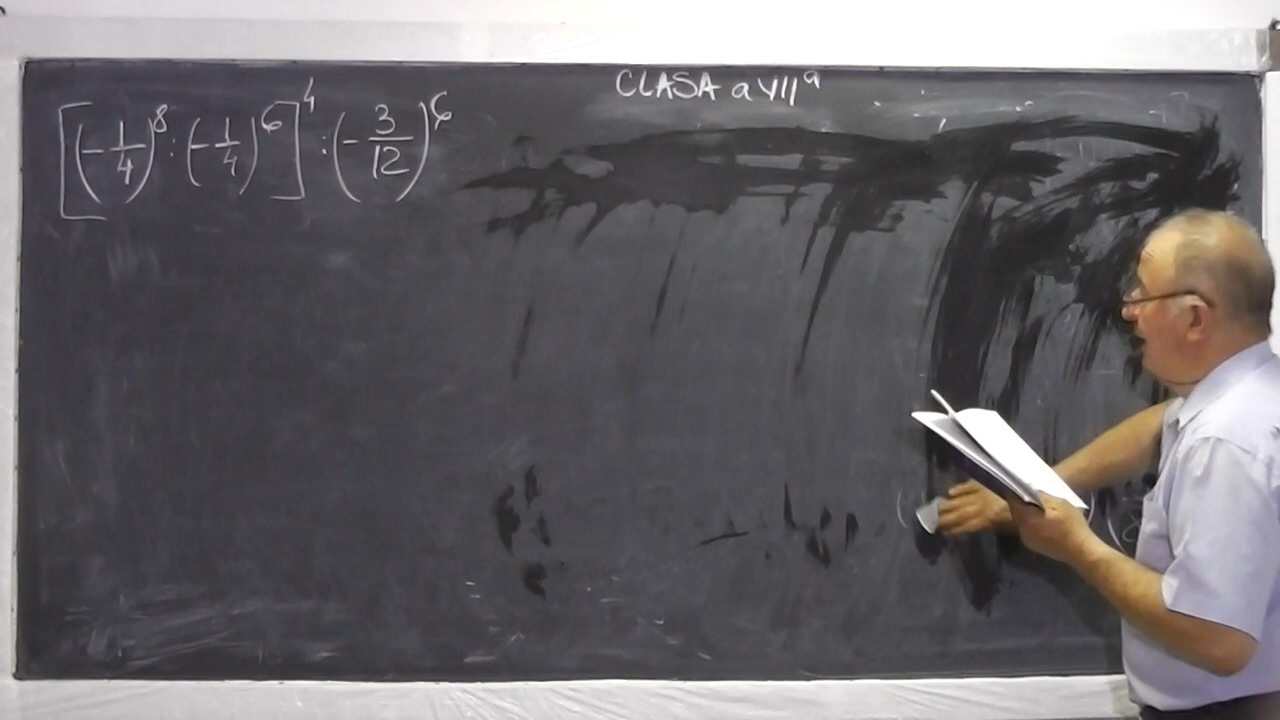 CLASA a VII ª
[(-1/4)^8 : (-1/4)^6]^4 : (-3/12)^6